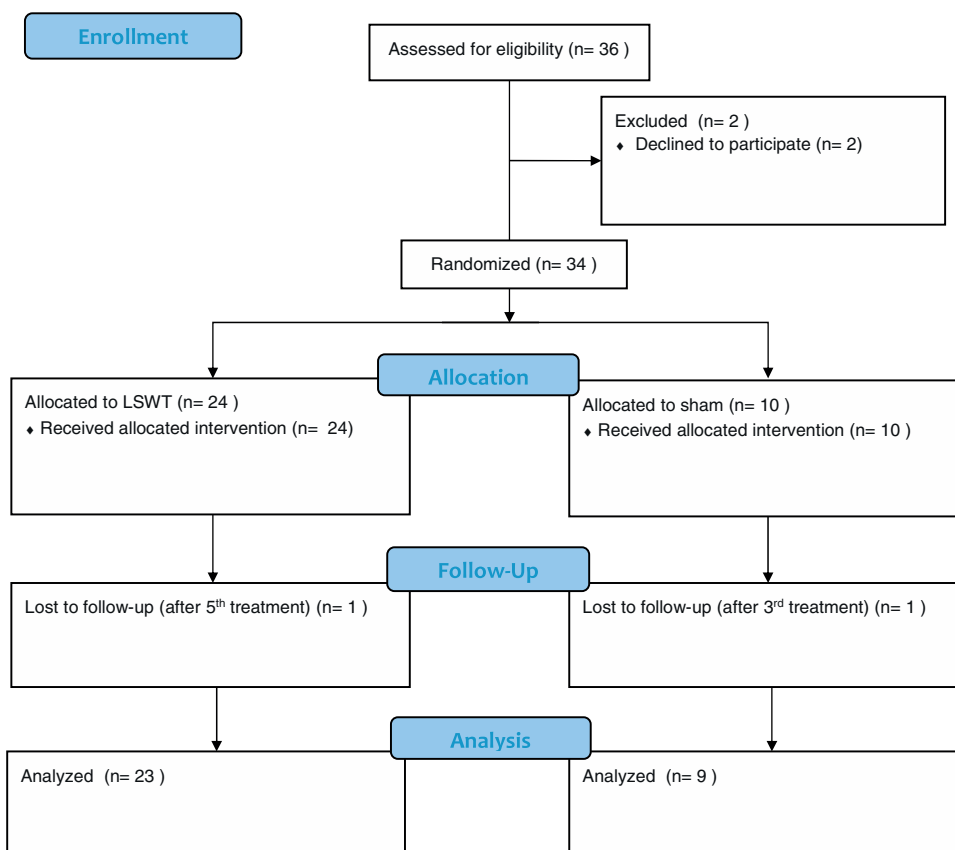 Enrollment
Assessed for eligibility (n= 36 )
Excluded (n= 2 )
♦ Declined to participate (n= 2)
Randomized (n= 34 )
Allocation
Allocated to LSWT (n= 24 )
♦ Received allocated intervention (n= 24)
Allocated to sham (n= 10 )
♦ Received allocated intervention (n= 10 )
Follow-Up
Lost to follow-up (after 5th treatment) (n= 1 )
Lost to follow-up (after 3rd treatment) (n= 1 )
Analysis
Analyzed (n= 23 )
Analyzed (n= 9 )